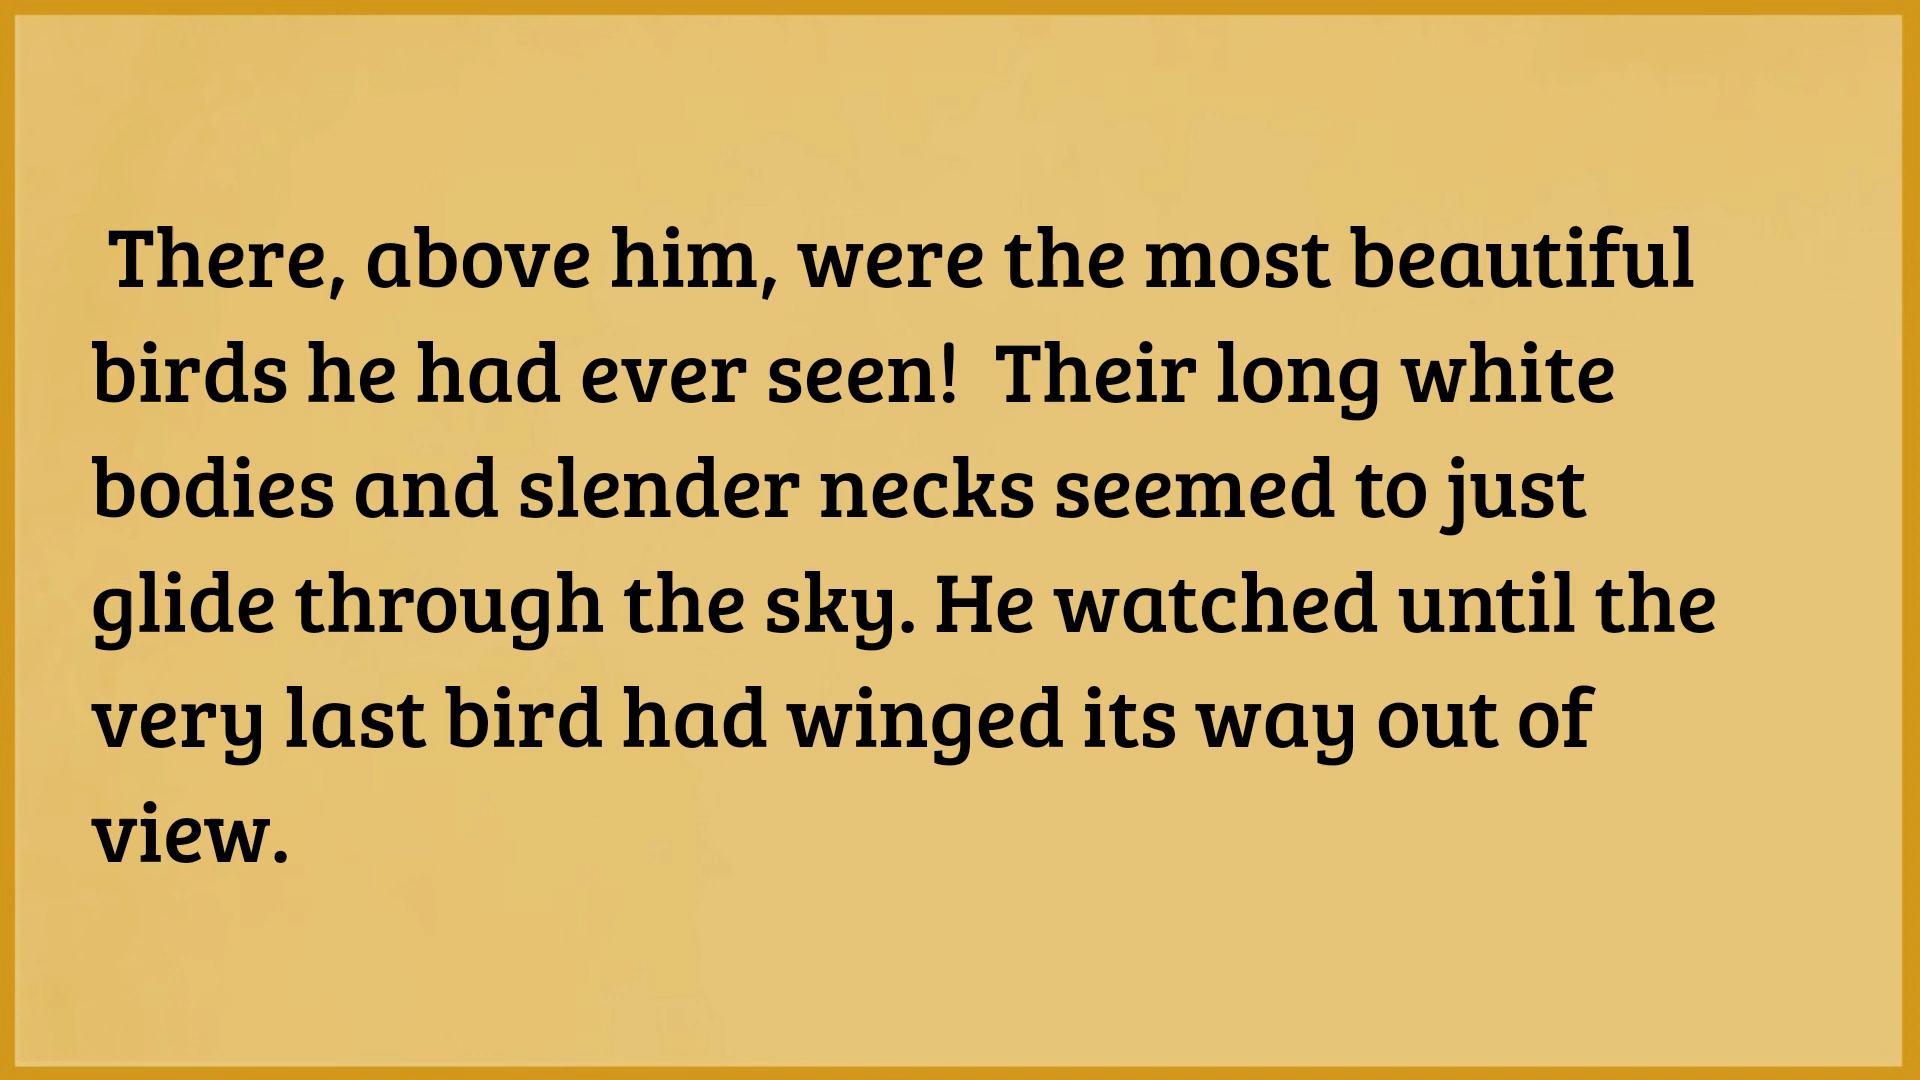 There, above him, were the most beautiful
birds he had ever seen!  Their long white
bodies and slender necks seemed to just
glide through the sky. He watched until the
very last bird had winged its way out of
view.